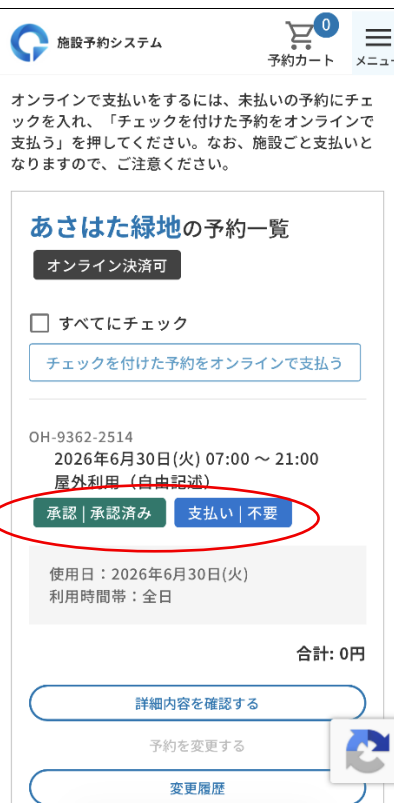 施設予約システム
0
予約カート
メニュー
オンラインで支払いをするには、未払いの予約にチェ
ックを入れ、「チェックを付けた予約をオンラインで
支払う」を押してください。なお、施設ごと支払いと
なりますので、ご注意ください。
あさはた緑地の予約一覧
オンライン決済可
すべてにチェック
チェックを付けた予約をオンラインで支払う
OH-9362-2514
2026年6月30日(火) 07:00 ～ 21:00
屋外利用（自由記述）
承認 | 承認済み
支払い | 不要
使用日：2026年6月30日(火)
利用時間帯：全日
合計: 0円
詳細内容を確認する
予約を変更する
変更履歴